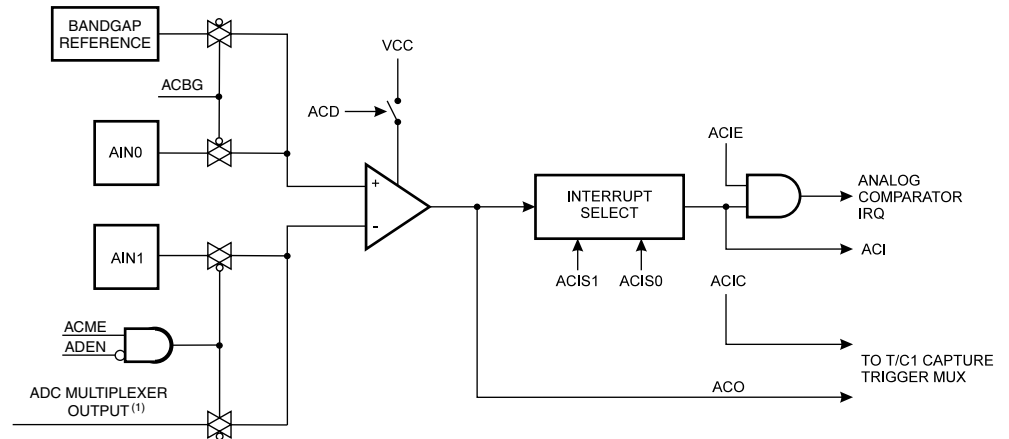 BANDGAP
REFERENCE
VCC
ACBG
ACD
AIN0
ACIE
+
INTERRUPT
SELECT
ANALOG
COMPARATOR
IRQ
-
AIN1
ACI
ACIS1 ACIS0
ACIC
ACME
ADEN
TO T/C1 CAPTURE
TRIGGER MUX
ADC MULTIPLEXER
OUTPUT (1)
ACO